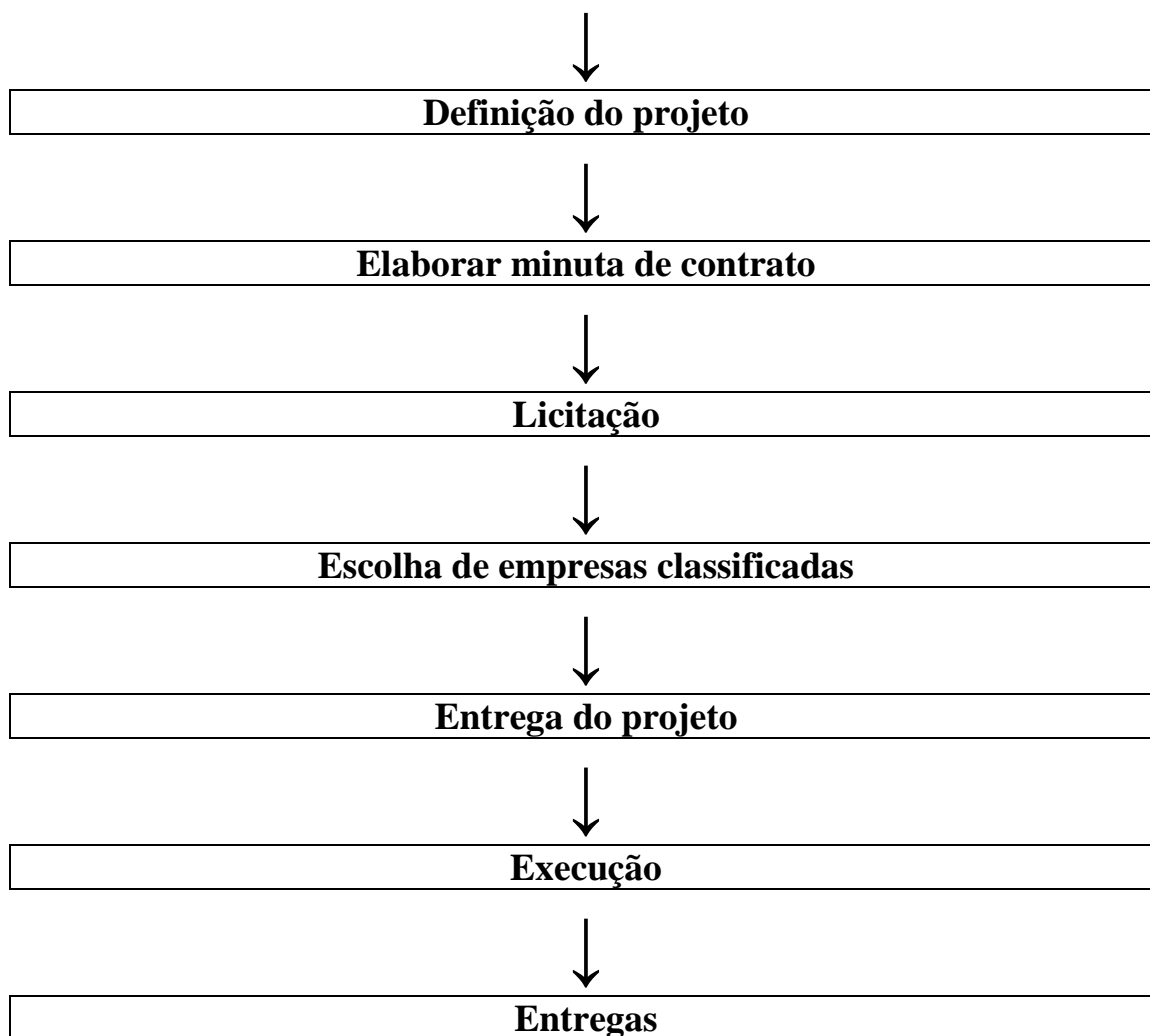 Definição do projeto
Elaborar minuta de contrato
Licitação
Escolha de empresas classificadas
Entrega do projeto
Execução
Entregas